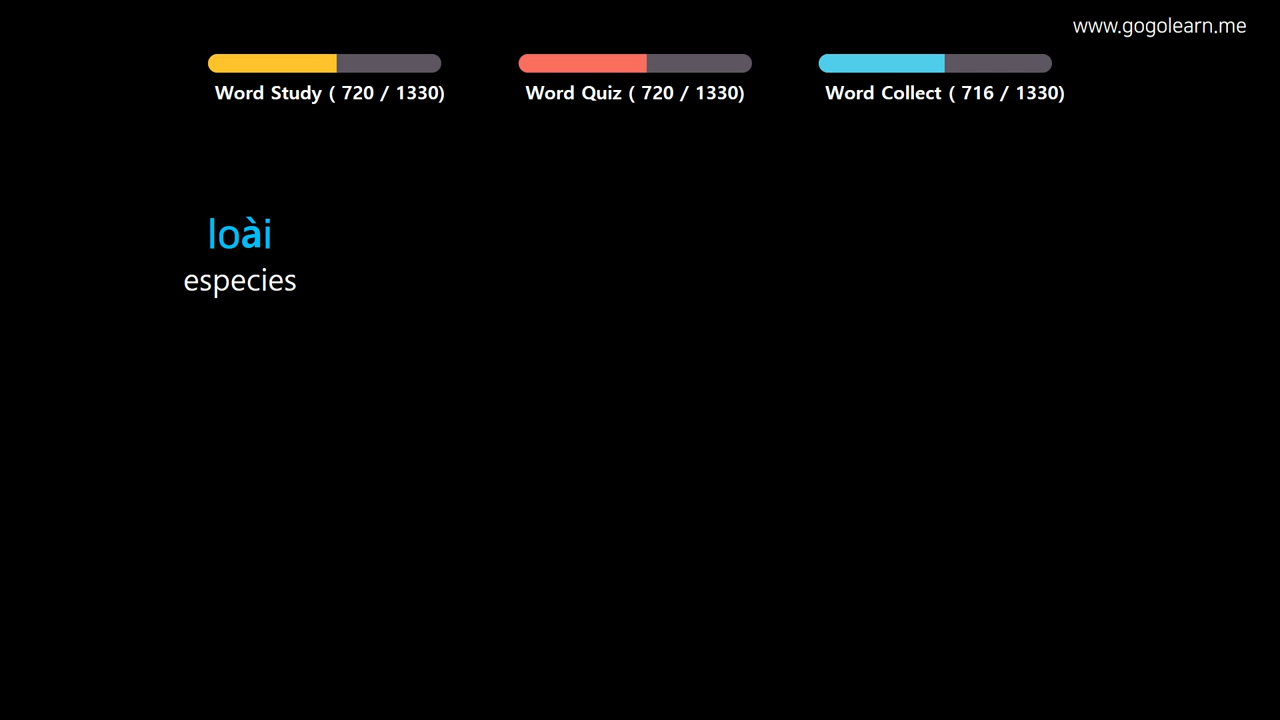 www.gogolearn.me
Word Study ( 720 / 1330)
Word Quiz ( 720 / 1330)
Word Collect ( 716 / 1330)
loài
especies